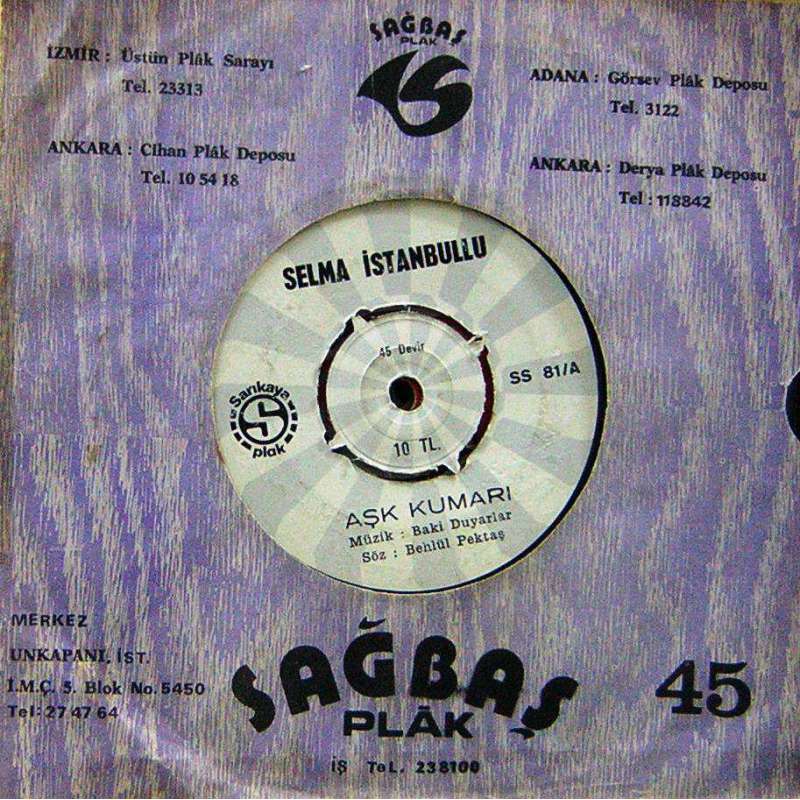 SAĞBAŞ
PLAK
İZMİR : Üstün Plâk Sarayı
Tel. 23313
ANKARA : Cihan Plâk Deposu
Tel. 10 54 18
ADANA : Görsev Plâk Deposu
Tel. 3122
ANKARA : Derya Plâk Deposu
Tel : 118842
SELMA İSTANBULLU
45 Devir
SS 81/A
Sarıkaya
S
plak
10 TL.
AŞK KUMARI
Müzik : Baki Duyarlar
Söz : Behlül Pektaş
MERKEZ
UNKAPANI, İST.
İ.M.Ç. 5. Blok No. 5450
Tel: 27 47 64
SAĞBAŞ
PLÂK
45
İŞ TeL. 238100